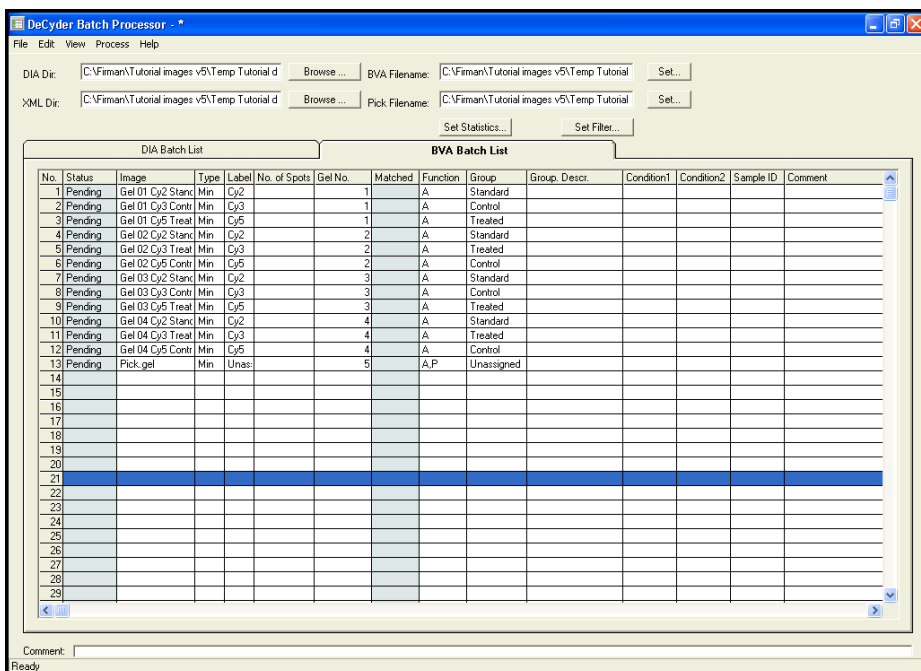 DeCyder Batch Processor - *
File Edit View Process Help
DIA Dir: C:\Firman\Tutorial images v5\Temp Tutorial d Browse ... BVA Filename: C:\Firman\Tutorial images v5\Temp Tutorial Set...
XML Dir: C:\Firman\Tutorial images v5\Temp Tutorial d Browse ... Pick Filename: C:\Firman\Tutorial images v5\Temp Tutorial Set...
Set Statistics... Set Filter...
DIA Batch List BVA Batch List
No. Status Image Type Label No. of Spots Gel No. Matched Function Group Group. Descr. Condition1 Condition2 Sample ID Comment
1 Pending Gel 01 Cy2 Stanc Min Cy2 1 A Standard
2 Pending Gel 01 Cy3 Contr Min Cy3 1 A Control
3 Pending Gel 01 Cy5 Treat Min Cy5 1 A Treated
4 Pending Gel 02 Cy2 Stanc Min Cy2 2 A Standard
5 Pending Gel 02 Cy3 Treat Min Cy3 2 A Treated
6 Pending Gel 02 Cy5 Contr Min Cy5 2 A Control
7 Pending Gel 03 Cy2 Stanc Min Cy2 3 A Standard
8 Pending Gel 03 Cy3 Contr Min Cy3 3 A Control
9 Pending Gel 03 Cy5 Treat Min Cy5 3 A Treated
10 Pending Gel 04 Cy2 Stanc Min Cy2 4 A Standard
11 Pending Gel 04 Cy3 Treat Min Cy3 4 A Treated
12 Pending Gel 04 Cy5 Contr Min Cy5 4 A Control
13 Pending Pick.gel Min Unas: 5 A,P Unassigned
14
15
16
17
18
19
20
21
22
23
24
25
26
27
28
29
Comment:
Ready